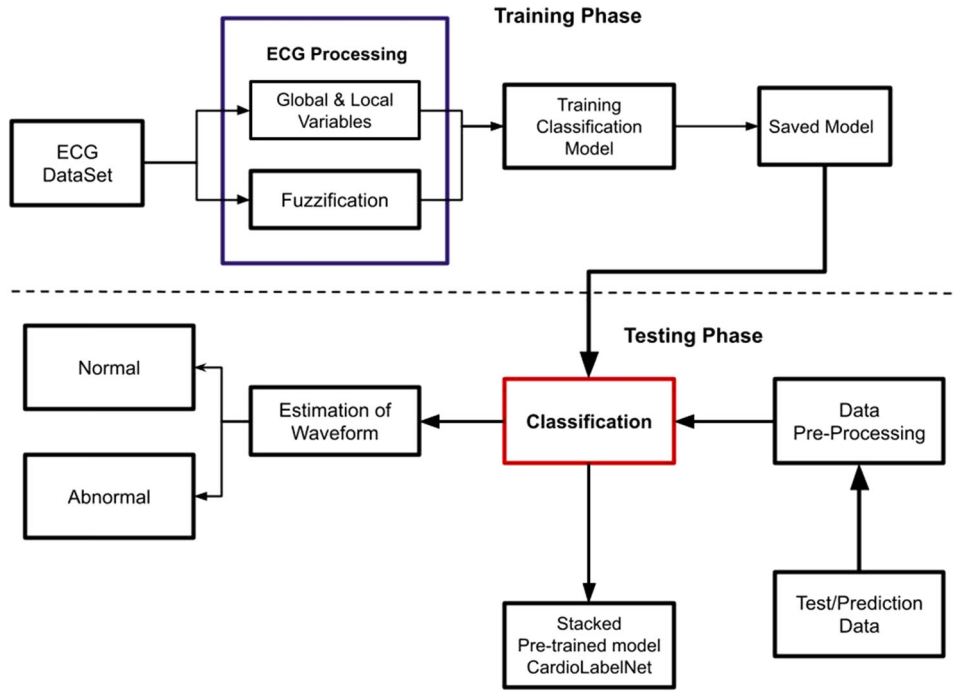 Training Phase
ECG Processing
Global & Local
Variables
Training
Classification
Model
Saved Model
ECG
DataSet
Fuzzification
Testing Phase
Normal
Estimation of
Waveform
Classification
Data
Pre-Processing
Abnormal
Stacked
Pre-trained model
CardioLabelNet
Test/Prediction
Data